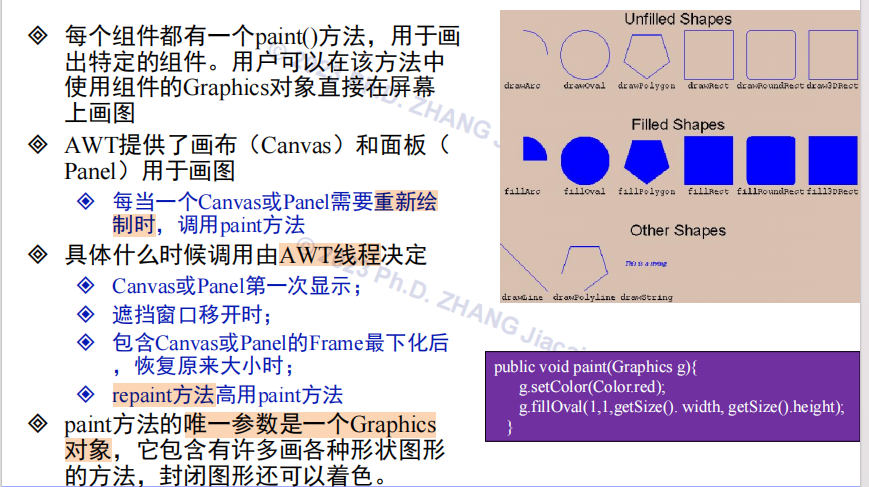 每个组件都有一个paint()方法，用于画
出特定的组件。用户可以在该方法中
使用组件的Graphics对象直接在屏幕
上画图
AWT提供了画布（Canvas）和面板（
Panel）用于画图
每当一个Canvas或Panel需要重新绘
制时，调用paint方法
具体什么时候调用由AWT线程决定
Canvas或Panel第一次显示；
遮挡窗口移开时；
包含Canvas或Panel的Frame最下化后
，恢复原来大小时；
repaint方法高用paint方法
paint方法的唯一参数是一个Graphics
对象，它包含有许多画各种形状图形
的方法，封闭图形还可以着色。
Unfilled Shapes
drawArc drawOval drawPolygon drawRect drawRoundRect draw3DRect
Filled Shapes
fillArc fillOval fillPolygon fillRect fillRoundRect fill3DRect
Other Shapes
This is a string
drawLine drawPolyline drawString
public void paint(Graphics g){
g.setColor(Color.red);
g.fillOval(1,1,getSize(). width, getSize().height);
}
Ph.D. ZHANG
© 2023 Ph.D. ZHANG Jiacai